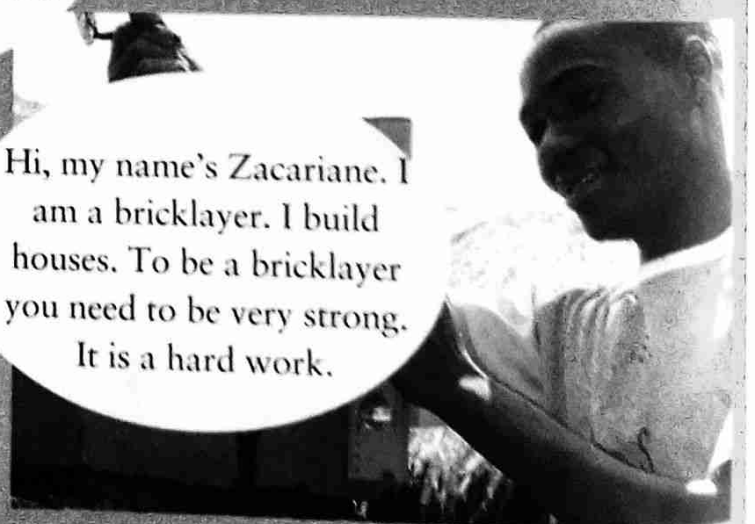 Hi, my name's Zacariane. I
am a bricklayer. I build
houses. To be a bricklayer
you need to be very strong.
It is a hard work.